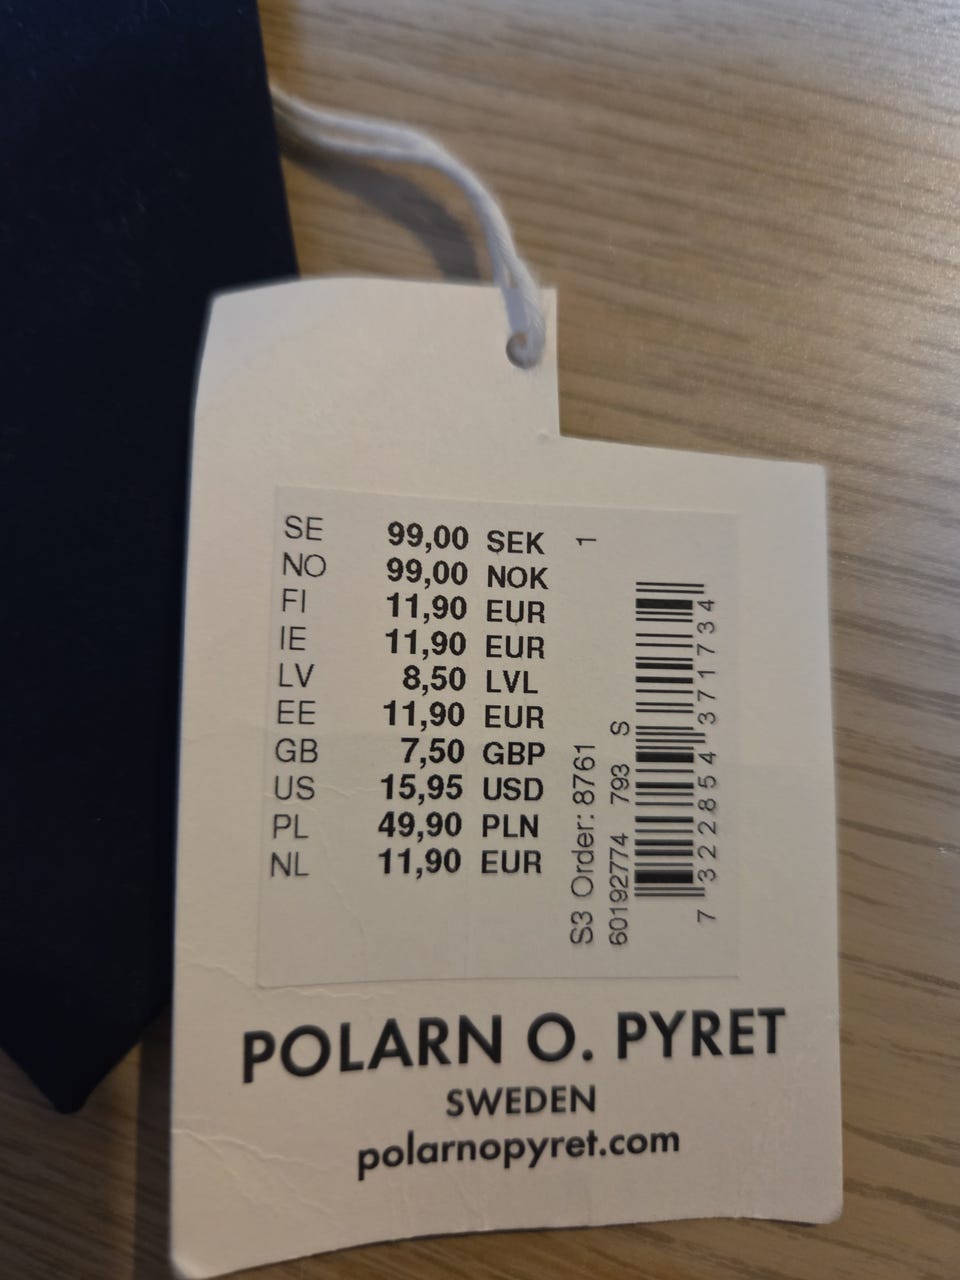 SE 99,00 SEK
NO 99,00 NOK
FI 11,90 EUR
IE 11,90 EUR
LV 8,50 LVL
EE 11,90 EUR
GB 7,50 GBP
US 15,95 USD
PL 49,90 PLN
NL 11,90 EUR
S3 Order: 8761 1
60192774 793 S
7 322854 371734
POLARN O. PYRET
SWEDEN
polarnopyret.com